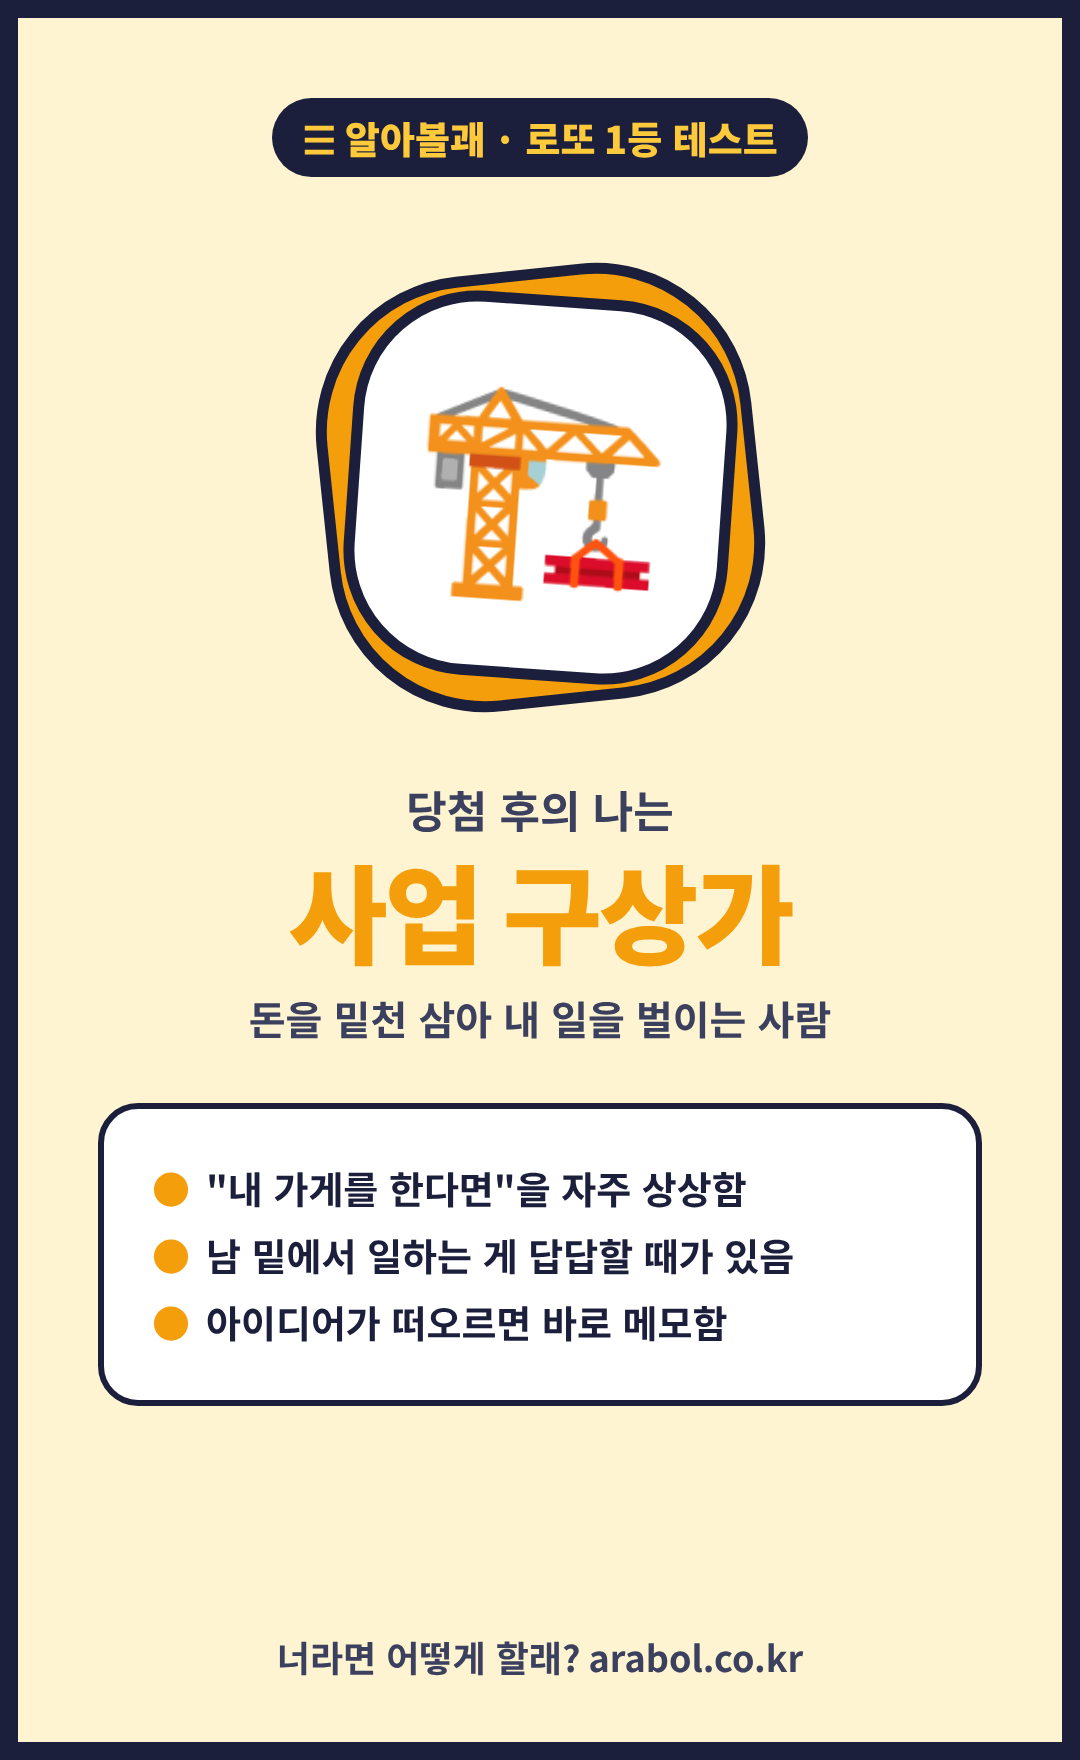 ☰ 알아볼괘 · 로또 1등 테스트
당첨 후의 나는
사업 구상가
돈을 밑천 삼아 내 일을 벌이는 사람
"내 가게를 한다면"을 자주 상상함
남 밑에서 일하는 게 답답할 때가 있음
아이디어가 떠오르면 바로 메모함
너라면 어떻게 할래? arabol.co.kr